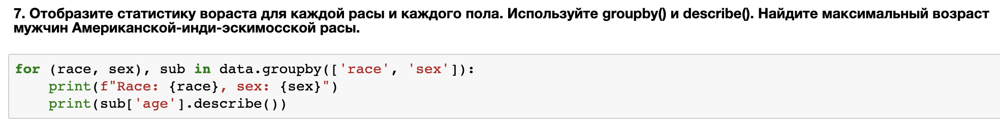 7. Отобразите статистику вораста для каждой расы и каждого пола. Используйте groupby() и describe(). Найдите максимальный возраст
мужчин Американской-инди-эскимосской расы.
for (race, sex), sub in data.groupby(['race', 'sex']):
    print(f"Race: {race}, sex: {sex}")
    print(sub['age'].describe())